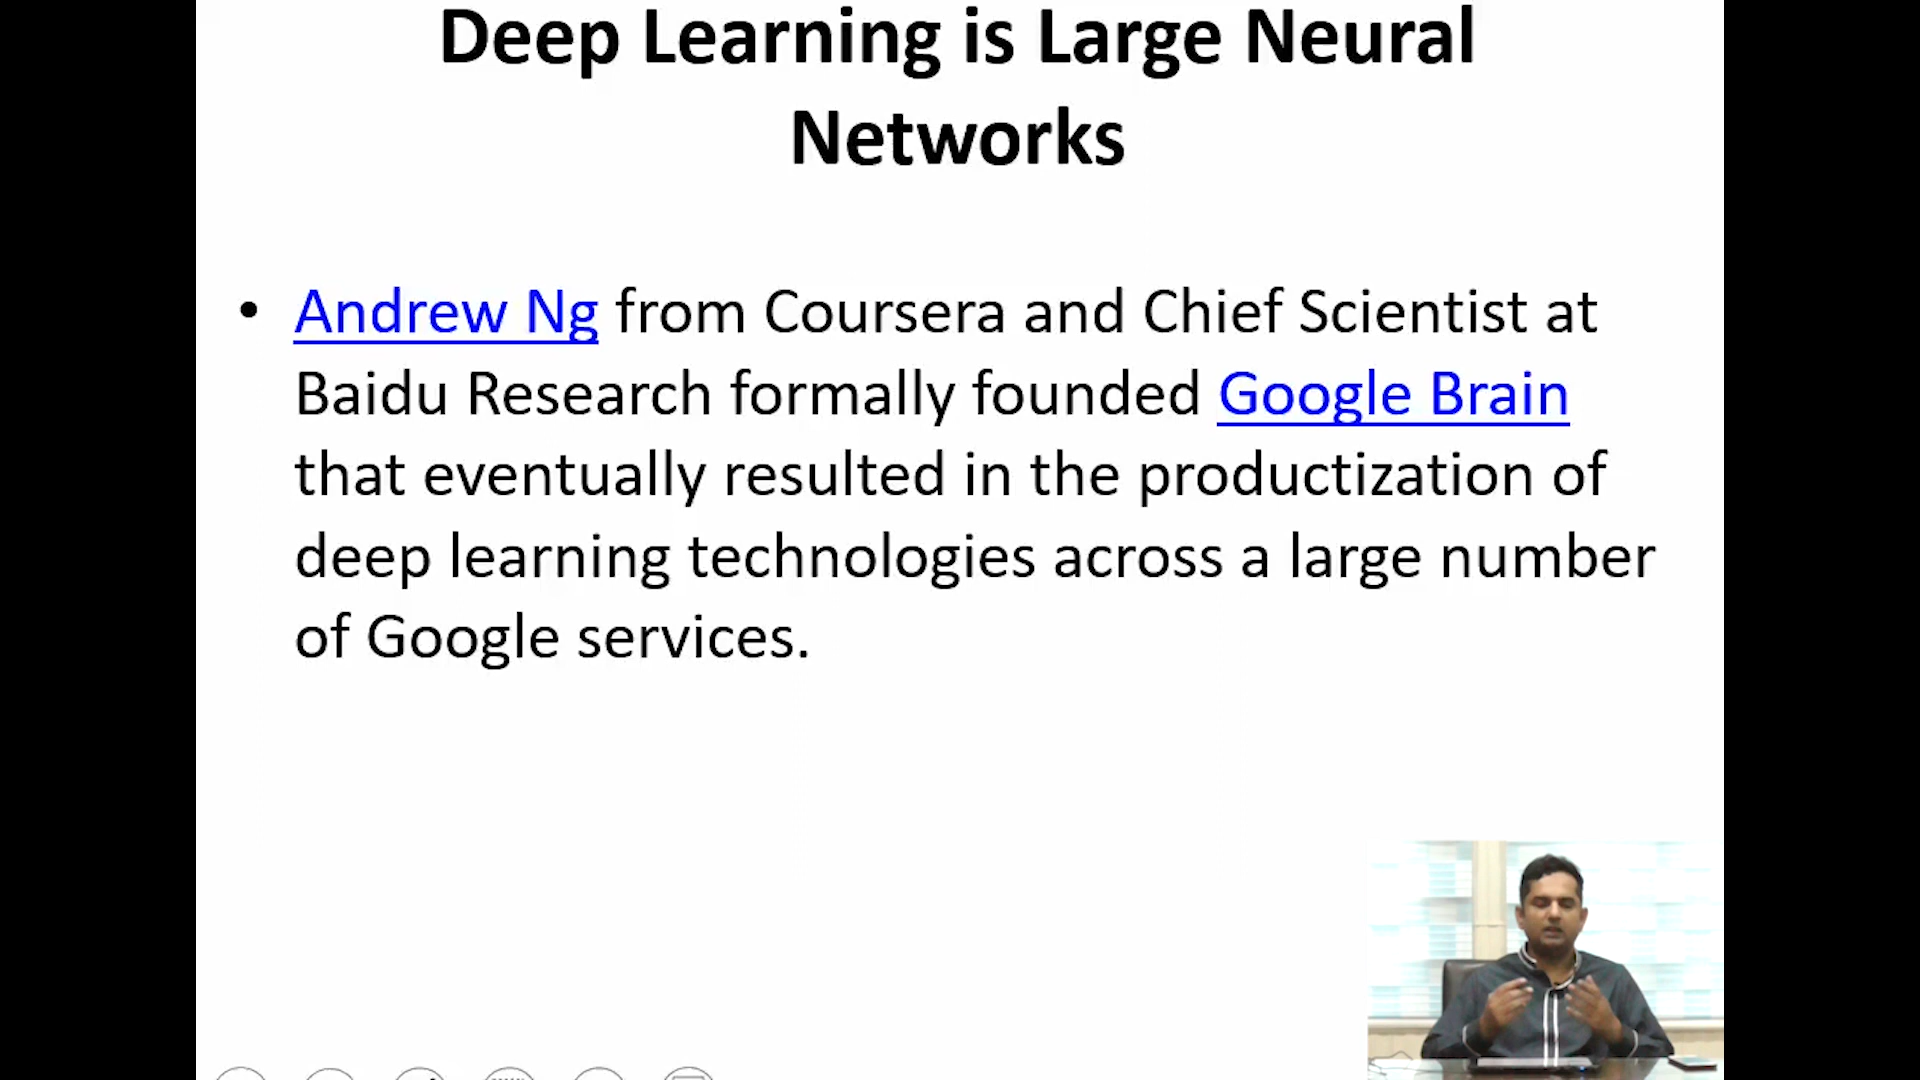 Deep Learning is Large Neural
Networks
• Andrew Ng from Coursera and Chief Scientist at
Baidu Research formally founded Google Brain
that eventually resulted in the productization of
deep learning technologies across a large number
of Google services.